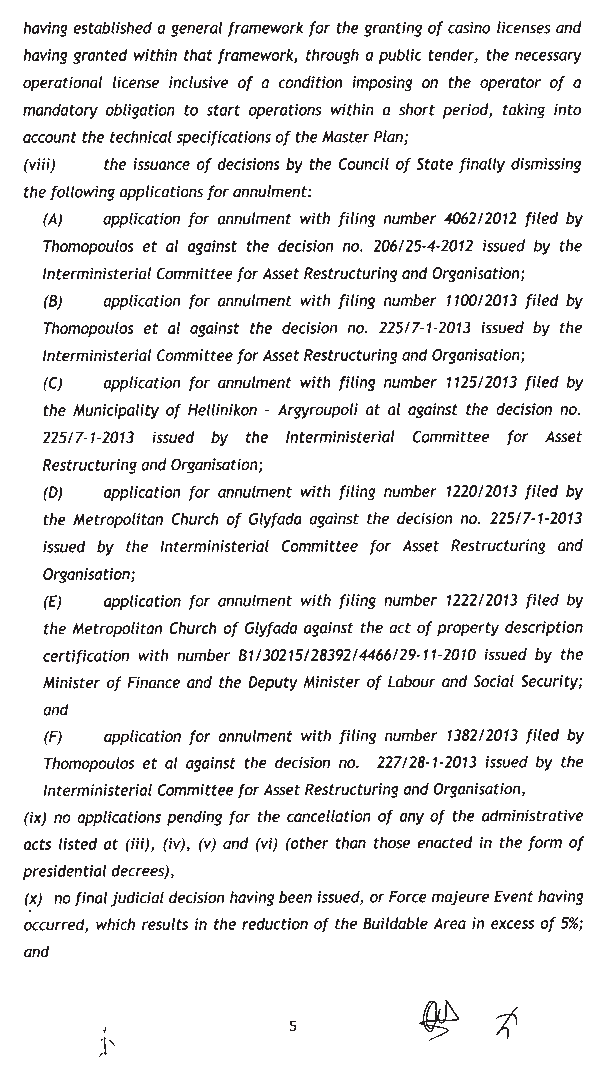 having established a general framework for the granting of casino licenses and
having granted within that framework, through a public tender, the necessary
operational license inclusive of a condition imposing on the operator of a
mandatory obligation to start operations within a short period, taking into
account the technical specifications of the Master Plan;
(viii) the issuance of decisions by the Council of State finally dismissing
the following applications for annulment:
(A) application for annulment with filing number 4062/2012 filed by
Thomopoulos et al against the decision no. 206/25-4-2012 issued by the
Interministerial Committee for Asset Restructuring and Organisation;
(B) application for annulment with filing number 1100/2013 filed by
Thomopoulos et al against the decision no. 225/7-1-2013 issued by the
Interministerial Committee for Asset Restructuring and Organisation;
(C) application for annulment with filing number 1125/2013 filed by
the Municipality of Hellinikon - Argyroupoli at al against the decision no.
225/7-1-2013 issued by the Interministerial Committee for Asset
Restructuring and Organisation;
(D) application for annulment with filing number 1220/2013 filed by
the Metropolitan Church of Glyfada against the decision no. 225/7-1-2013
issued by the Interministerial Committee for Asset Restructuring and
Organisation;
(E) application for annulment with filing number 1222/2013 filed by
the Metropolitan Church of Glyfada against the act of property description
certification with number B1/30215/28392/4466/29-11-2010 issued by the
Minister of Finance and the Deputy Minister of Labour and Social Security;
and
(F) application for annulment with filing number 1382/2013 filed by
Thomopoulos et al against the decision no. 227/28-1-2013 issued by the
Interministerial Committee for Asset Restructuring and Organisation,
(ix) no applications pending for the cancellation of any of the administrative
acts listed at (iii), (iv), (v) and (vi) (other than those enacted in the form of
presidential decrees),
(x) no final judicial decision having been issued, or Force majeure Event having
occurred, which results in the reduction of the Buildable Area in excess of 5%;
and
5